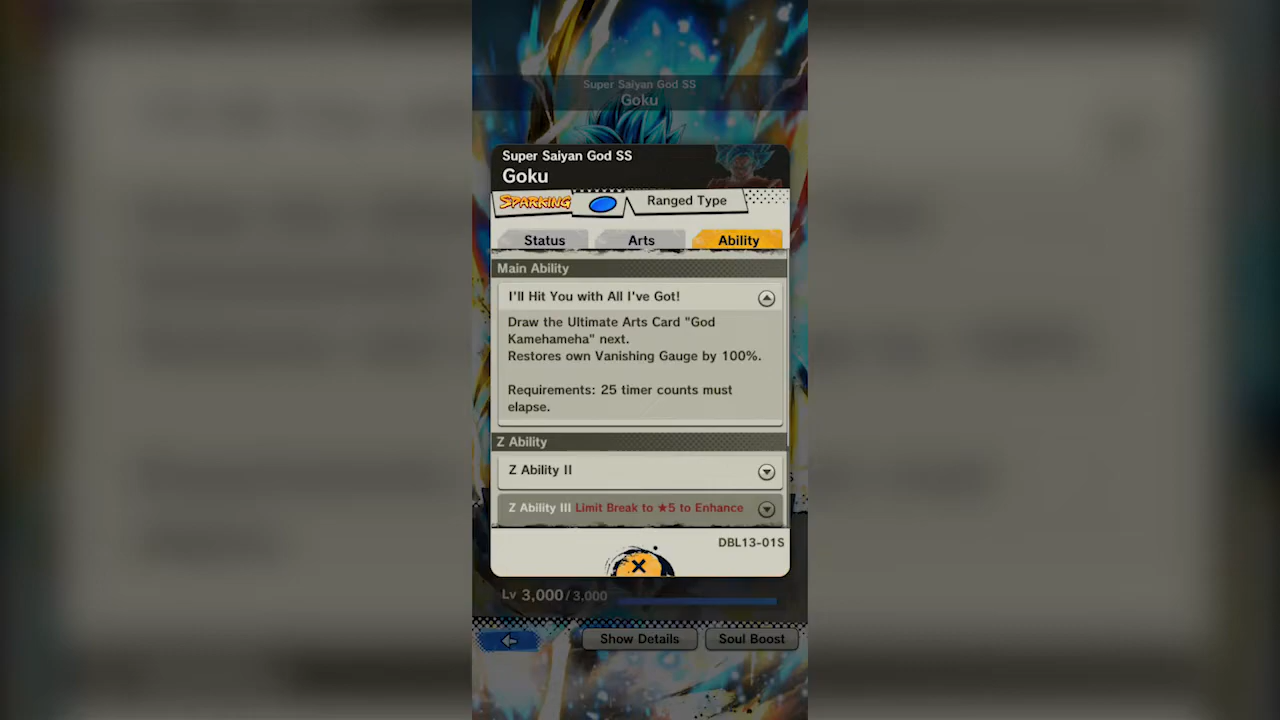 Super Saiyan God SS
Goku
Super Saiyan God SS
Goku
SPARKING
Ranged Type
Status
Arts
Ability
Main Ability
I'll Hit You with All I've Got!
Draw the Ultimate Arts Card "God
Kamehameha" next.
Restores own Vanishing Gauge by 100%.
Requirements: 25 timer counts must
elapse.
Z Ability
Z Ability II
Z Ability III Limit Break to ★5 to Enhance
DBL13-01S
Lv 3,000/3,000
Show Details
Soul Boost